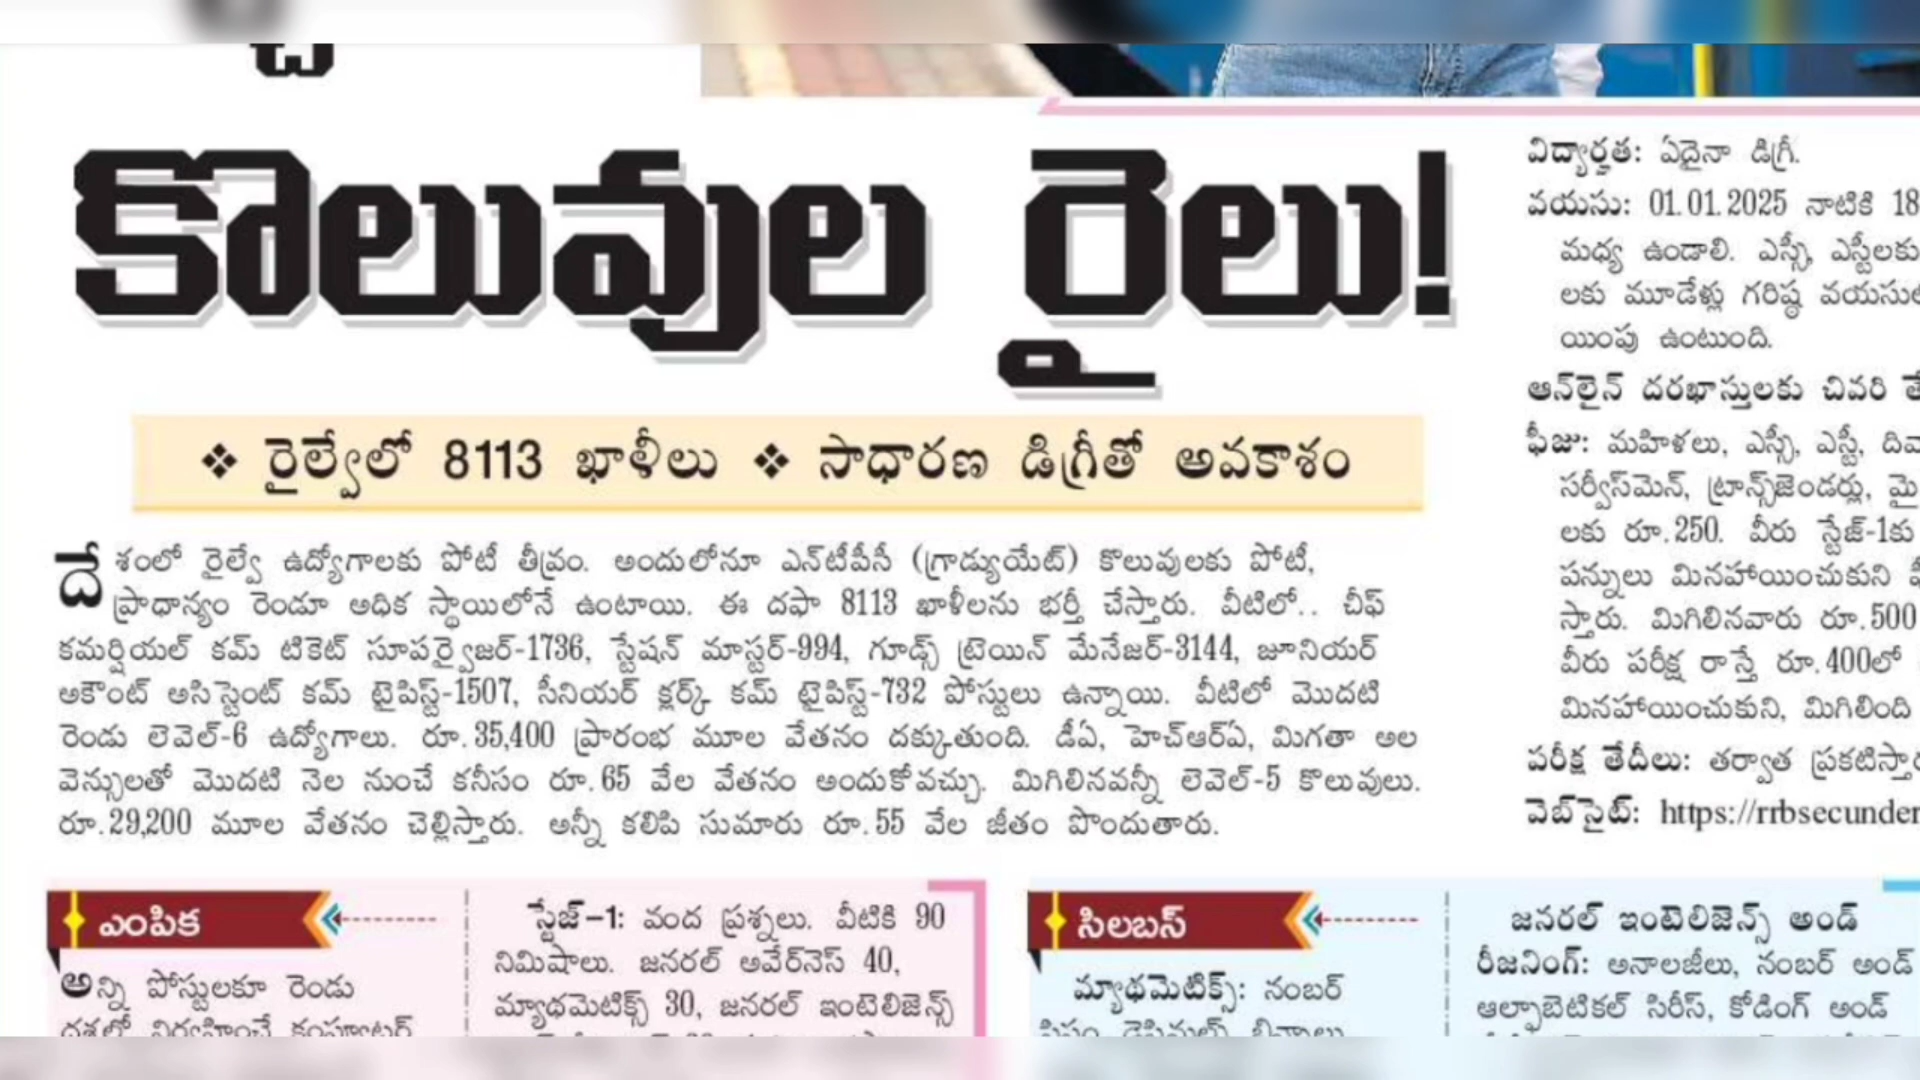 కొలువుల రైలు!
❖ రైల్వేలో 8113 ఖాళీలు ❖ సాధారణ డిగ్రీతో అవకాశం
దేశంలో రైల్వే ఉద్యోగాలకు పోటీ తీవ్రం. అందులోనూ ఎన్‌టీపీసీ (గ్రాడ్యుయేట్) కొలువులకు పోటీ,
ప్రాధాన్యం రెండూ అధిక స్థాయిలోనే ఉంటాయి. ఈ దఫా 8113 ఖాళీలను భర్తీ చేస్తారు. వీటిలో.. చీఫ్
కమర్షియల్ కమ్ టికెట్ సూపర్వైజర్-1736, స్టేషన్ మాస్టర్-994, గూడ్స్ ట్రెయిన్ మేనేజర్-3144, జూనియర్
అకౌంట్ అసిస్టెంట్ కమ్ టైపిస్ట్-1507, సీనియర్ క్లర్క్ కమ్ టైపిస్ట్-732 పోస్టులు ఉన్నాయి. వీటిలో మొదటి
రెండు లెవెల్-6 ఉద్యోగాలు. రూ.35,400 ప్రారంభ మూల వేతనం దక్కుతుంది. డీఏ, హెచ్ఆర్ఏ, మిగతా అల
వెన్సులతో మొదటి నెల నుంచే కనీసం రూ.65 వేల వేతనం అందుకోవచ్చు. మిగిలినవన్నీ లెవెల్-5 కొలువులు.
రూ.29,200 మూల వేతనం చెల్లిస్తారు. అన్నీ కలిపి సుమారు రూ.55 వేల జీతం పొందుతారు.
విద్యార్హత: ఏదైనా డిగ్రీ.
వయసు: 01.01.2025 నాటికి 18
మధ్య ఉండాలి. ఎస్సీ, ఎస్టీలకు
లకు మూడేళ్లు గరిష్ఠ
యింపు ఉంటుంది.
ఆన్‌లైన్ దరఖాస్తులకు చివరి
ఫీజు: మహిళలు, ఎస్సీ, ఎస్టీ,
సర్వీస్‌మెన్, ట్రాన్స్‌జెండర్లు,
లకు రూ.250. వీరు స్టేజ్-1కు
పన్నులు మినహాయించుకుని
స్తారు. మిగిలినవారు రూ.500
వీరు పరీక్ష రాస్తే రూ.400లో
మినహాయించుకుని, మిగిలింది
పరీక్ష తేదీలు: తర్వాత
వెబ్‌సైట్: https://rrbsecunder
ఎంపిక
అన్ని పోస్టులకూ రెండు
స్టేజ్-1: వంద ప్రశ్నలు. వీటికి 90
నిమిషాలు. జనరల్ అవేర్‌నెస్ 40,
మ్యాథమెటిక్స్ 30, జనరల్ ఇంటెలిజెన్స్
సిలబస్
మ్యాథమెటిక్స్: నంబర్
జనరల్ ఇంటెలిజెన్స్ అండ్
రీజనింగ్: అనాలజీలు, నంబర్ అండ్
ఆల్ఫాబెటికల్ సిరీస్, కోడింగ్ అండ్